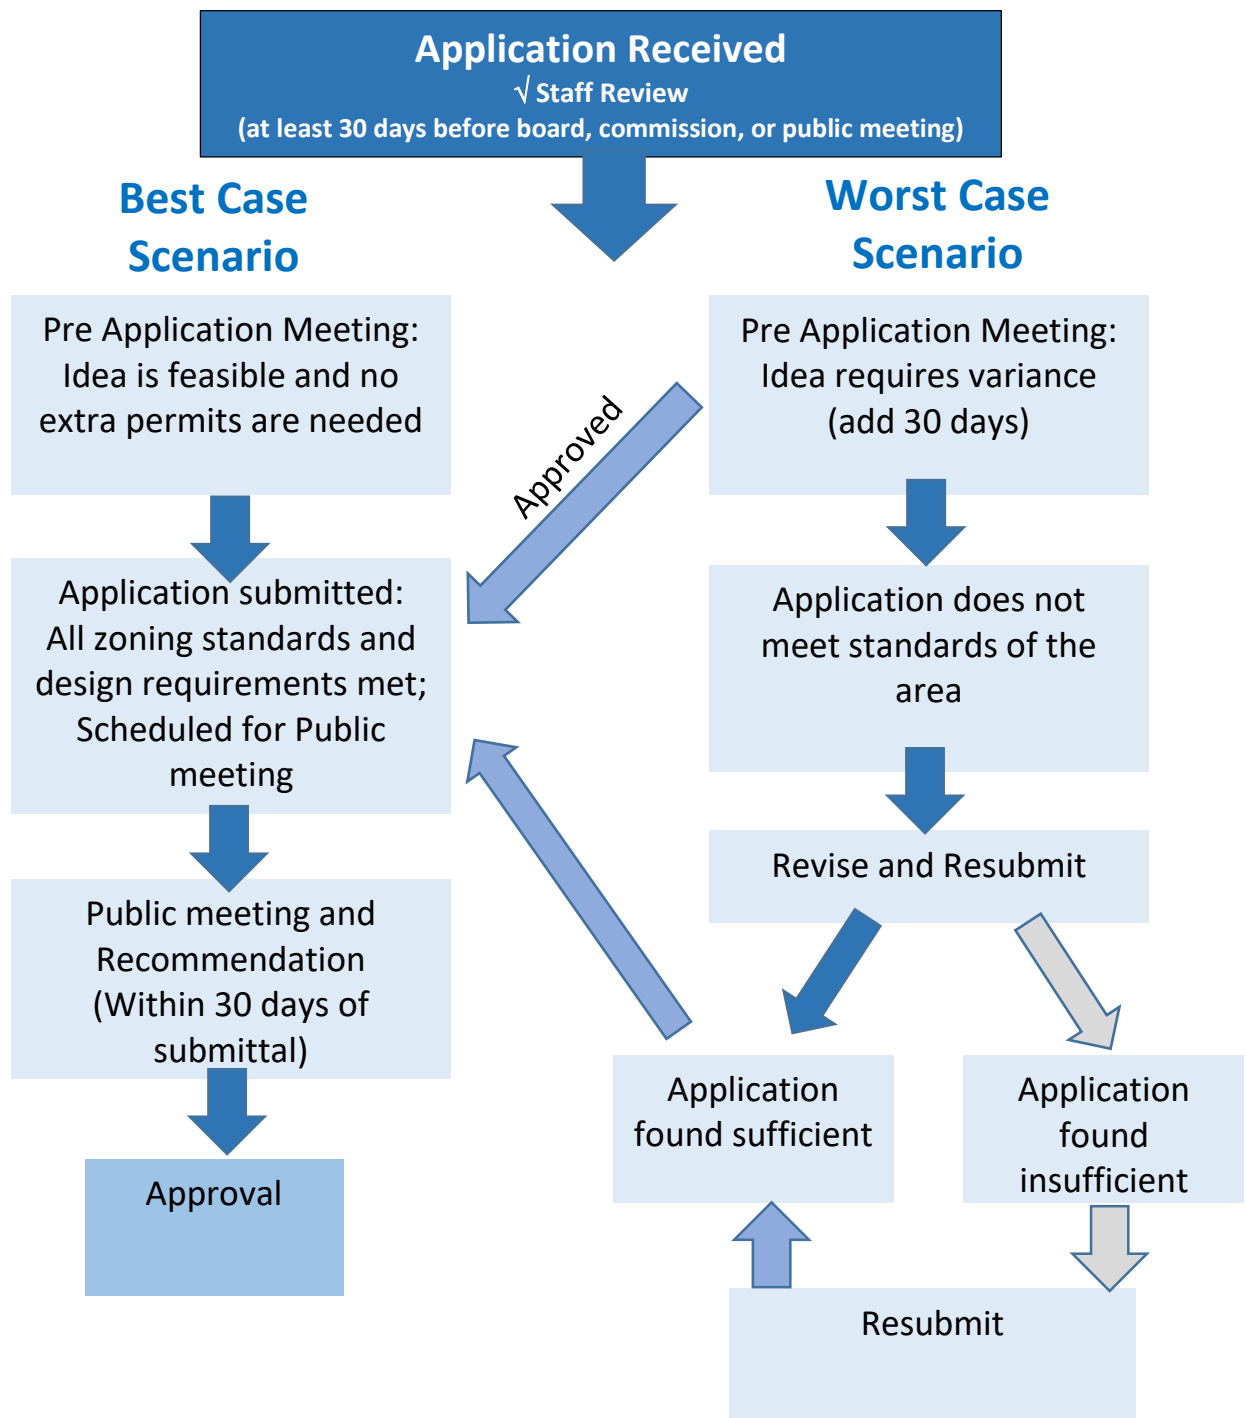 Application Received
√ Staff Review
(at least 30 days before board, commission, or public meeting)
Best Case
Scenario
Worst Case
Scenario
Pre Application Meeting:
Idea is feasible and no
extra permits are needed
Pre Application Meeting:
Idea requires variance
(add 30 days)
Approved
Application submitted:
All zoning standards and
design requirements met;
Scheduled for Public
meeting
Application does not
meet standards of the
area
Revise and Resubmit
Public meeting and
Recommendation
(Within 30 days of
submittal)
Application
found sufficient
Application
found
insufficient
Approval
Resubmit